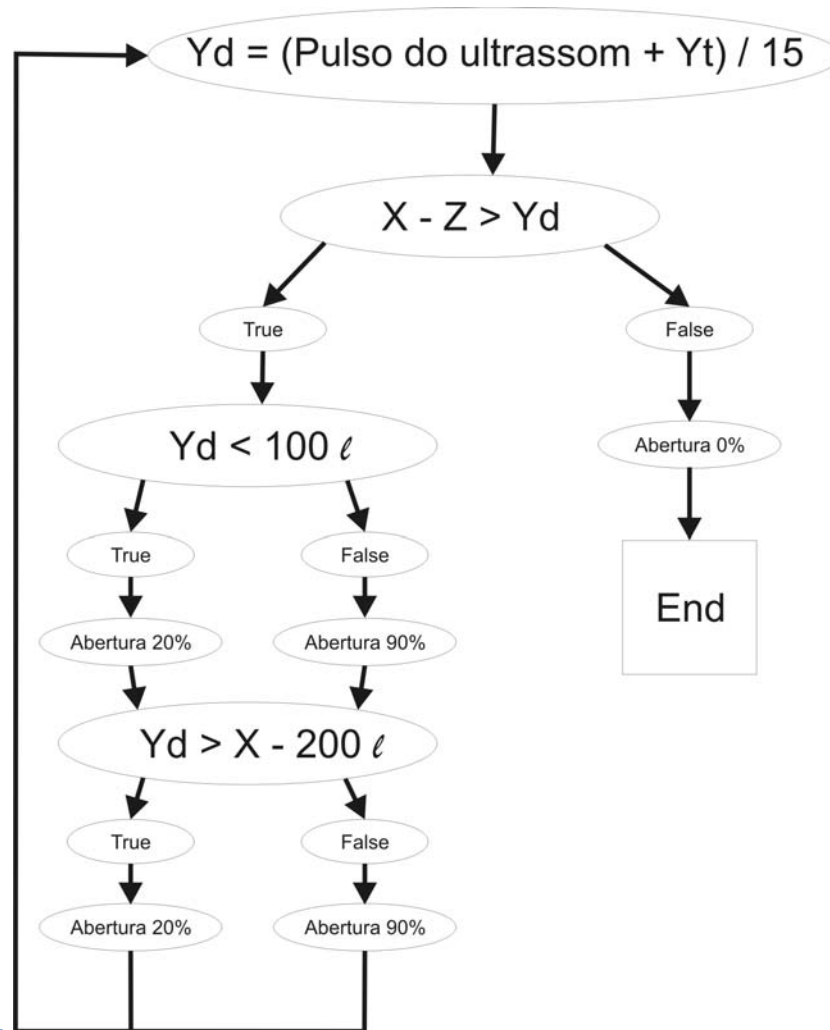 Yd = (Pulso do ultrassom + Yt) / 15
X - Z > Yd
True
False
Yd < 100 ℓ
Abertura 0%
True
False
End
Abertura 20%
Abertura 90%
Yd > X - 200 ℓ
True
False
Abertura 20%
Abertura 90%